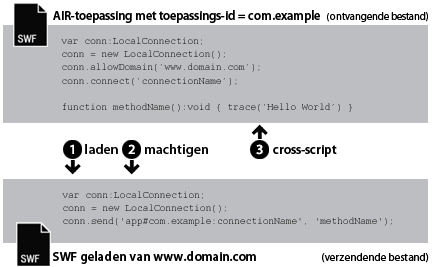 AIR-toepassing met toepassings-id = com.example (ontvangende bestand)
SWF
var conn:LocalConnection;
conn = new LocalConnection();
conn.allowDomain('www.domain.com');
conn.connect('connectionName');
function methodName():void { trace('Hello World') }
1 laden 2 machtigen 3 cross-script
var conn:LocalConnection;
conn = new LocalConnection();
conn.send('app#com.example:connectionName', 'methodName');
SWF
SWF geladen van www.domain.com (verzendende bestand)